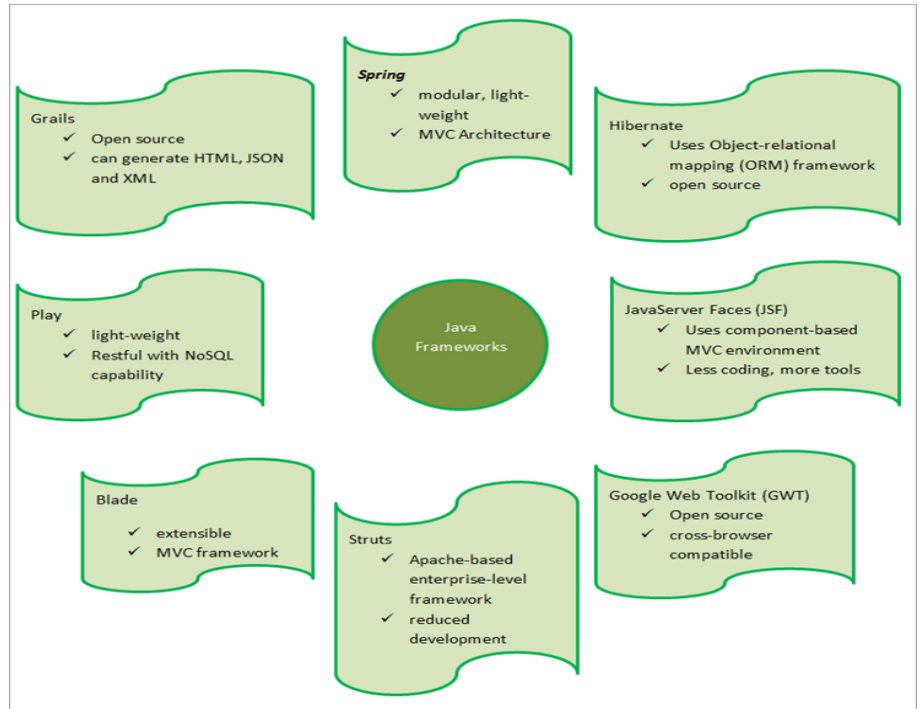 Spring
✓ modular, light-
weight
✓ MVC Architecture
Grails
✓ Open source
✓ can generate HTML, JSON
and XML
Hibernate
✓ Uses Object-relational
mapping (ORM) framework
✓ open source
Play
✓ light-weight
✓ Restful with NoSQL
capability
Java
Frameworks
JavaServer Faces (JSF)
✓ Uses component-based
MVC environment
✓ Less coding, more tools
Blade
✓ extensible
✓ MVC framework
Struts
✓ Apache-based
enterprise-level
framework
✓ reduced
development
Google Web Toolkit (GWT)
✓ Open source
✓ cross-browser
compatible